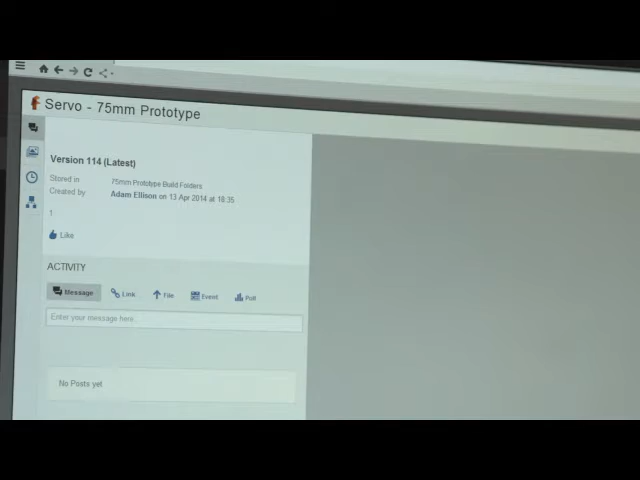 Servo - 75mm Prototype
Version 114 (Latest)
Stored in 75mm Prototype Build Folders
Created by Adam Ellison on 13 Apr 2014 at 18:35
1
Like
ACTIVITY
Message Link File Event Poll
Enter your message here..
No Posts yet